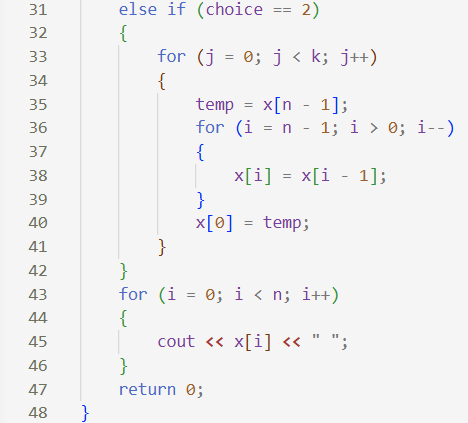 31 else if (choice == 2)
32 {
33 for (j = 0; j < k; j++)
34 {
35 temp = x[n - 1];
36 for (i = n - 1; i > 0; i--)
37 {
38 x[i] = x[i - 1];
39 }
40 x[0] = temp;
41 }
42 }
43 for (i = 0; i < n; i++)
44 {
45 cout << x[i] << " ";
46 }
47 return 0;
48 }